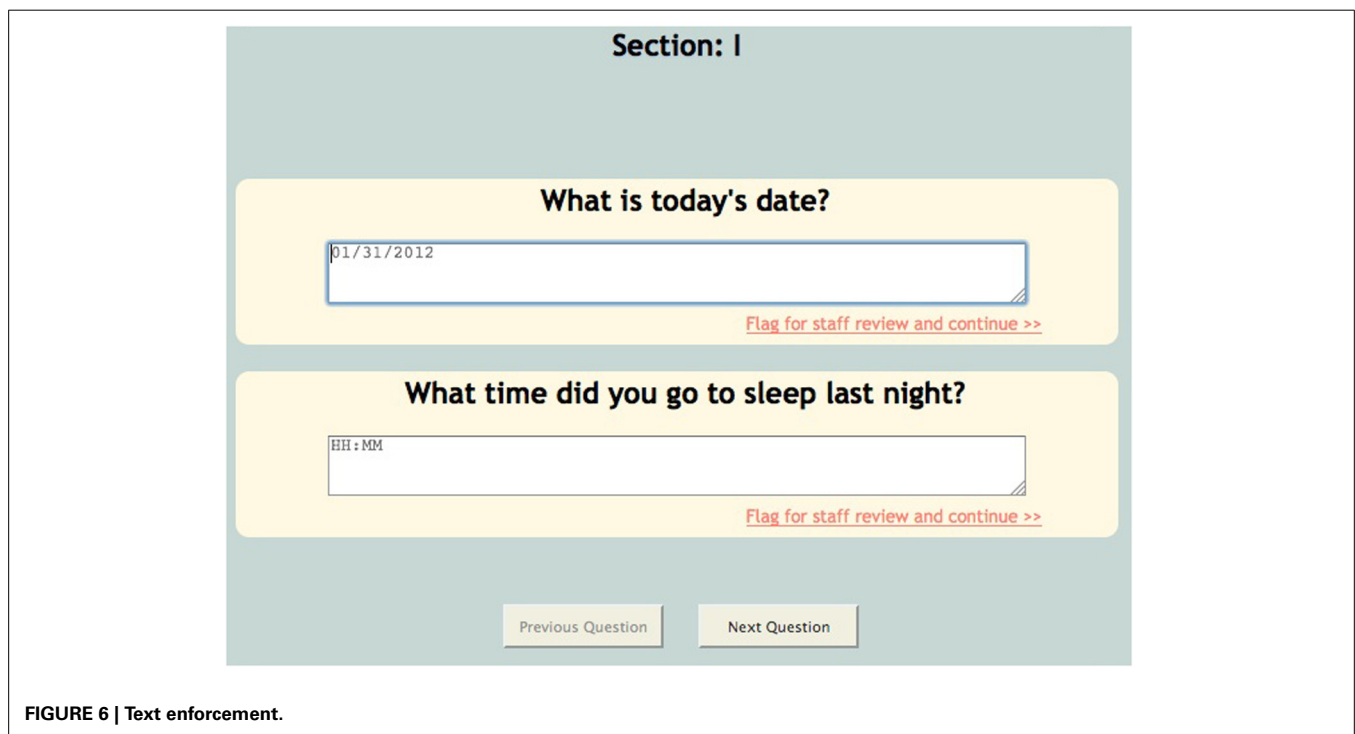 Section: I
What is today's date?
01/31/2012
Flag for staff review and continue >>
What time did you go to sleep last night?
HH:MM
Flag for staff review and continue >>
Previous Question Next Question
FIGURE 6 | Text enforcement.